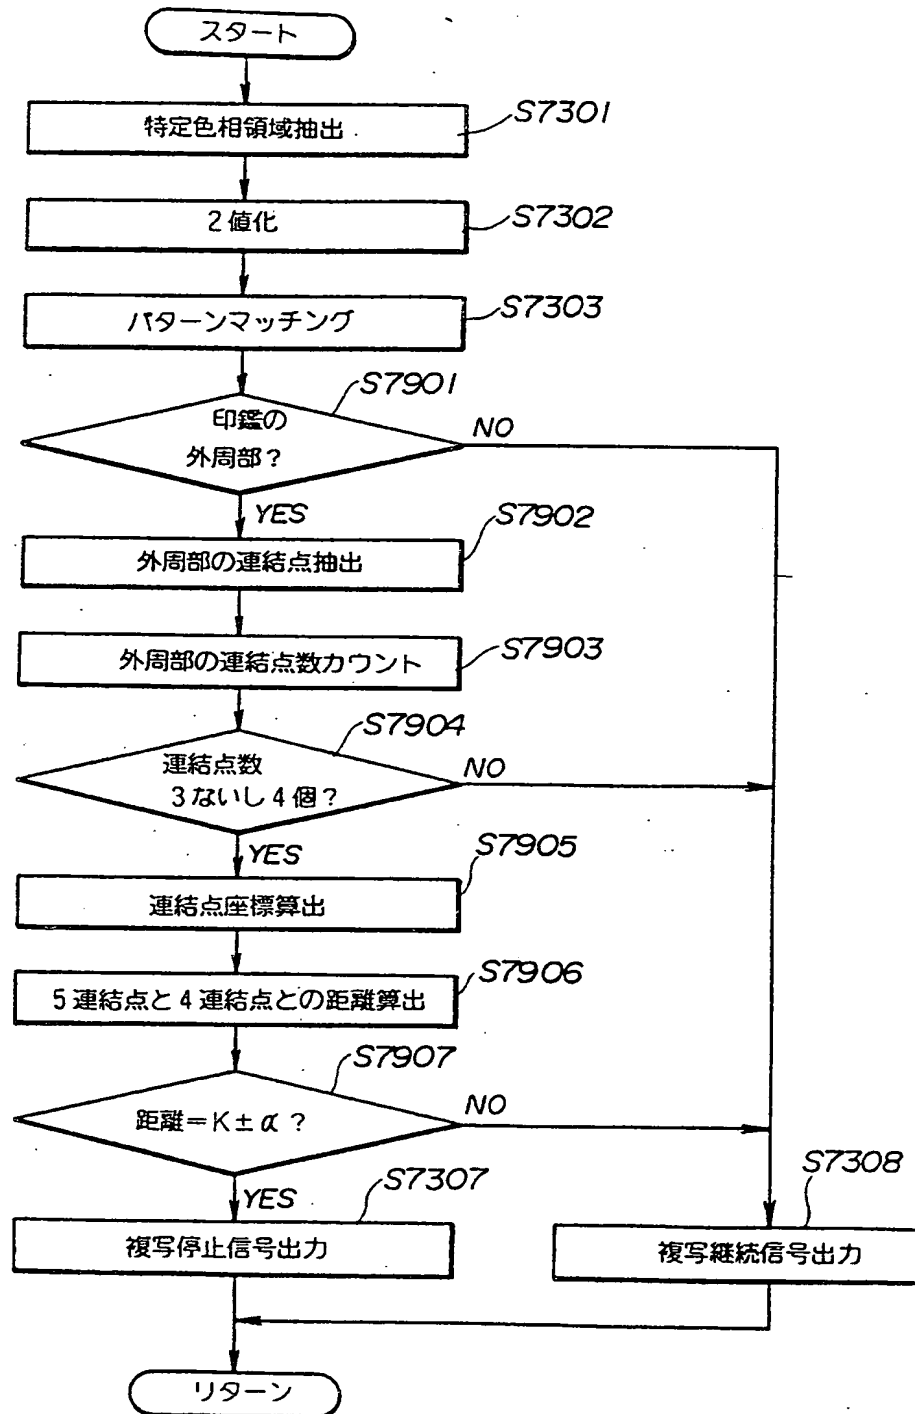 スタート
S7301
特定色相領域抽出
S7302
2値化
S7303
パターンマッチング
S7901
印鑑の
外周部?
NO
YES
S7902
外周部の連結点抽出
S7903
外周部の連結点数カウント
S7904
連結点数
3ないし4個?
NO
YES
S7905
連結点座標算出
S7906
5連結点と4連結点との距離算出
S7907
距離=K±α?
NO
YES
S7307
複写停止信号出力
S7308
複写継続信号出力
リターン